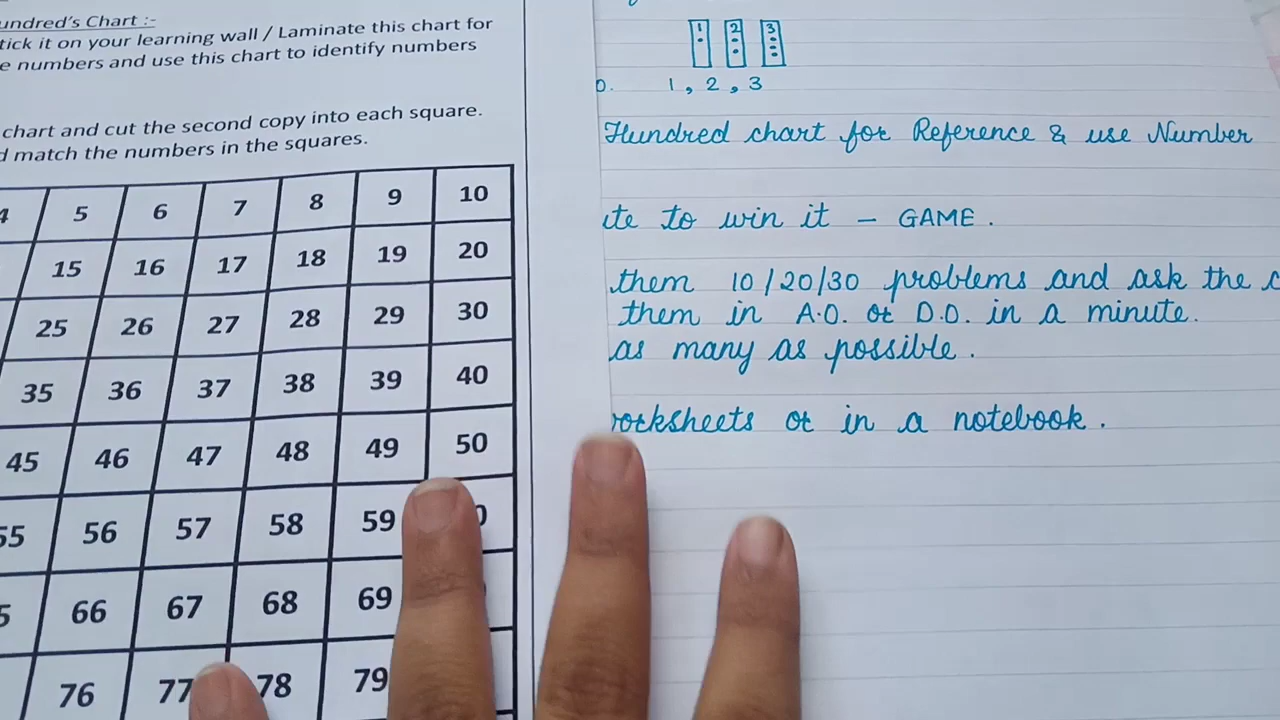 undred's Chart :-
tick it on your learning wall / Laminate this chart for
e numbers and use this chart to identify numbers
chart and cut the second copy into each square.
d match the numbers in the squares.
4 5 6 7 8 9 10
15 16 17 18 19 20
25 26 27 28 29 30
35 36 37 38 39 40
45 46 47 48 49 50
55 56 57 58 59 0
5 66 67 68 69
76 77 78 79
1 2 3
1, 2, 3
Hundred chart for Reference & use Number
te to win it - GAME.
them 10/20/30 problems and ask the c
them in A.O. or D.O. in a minute.
as many as possible.
orksheets or in a notebook.